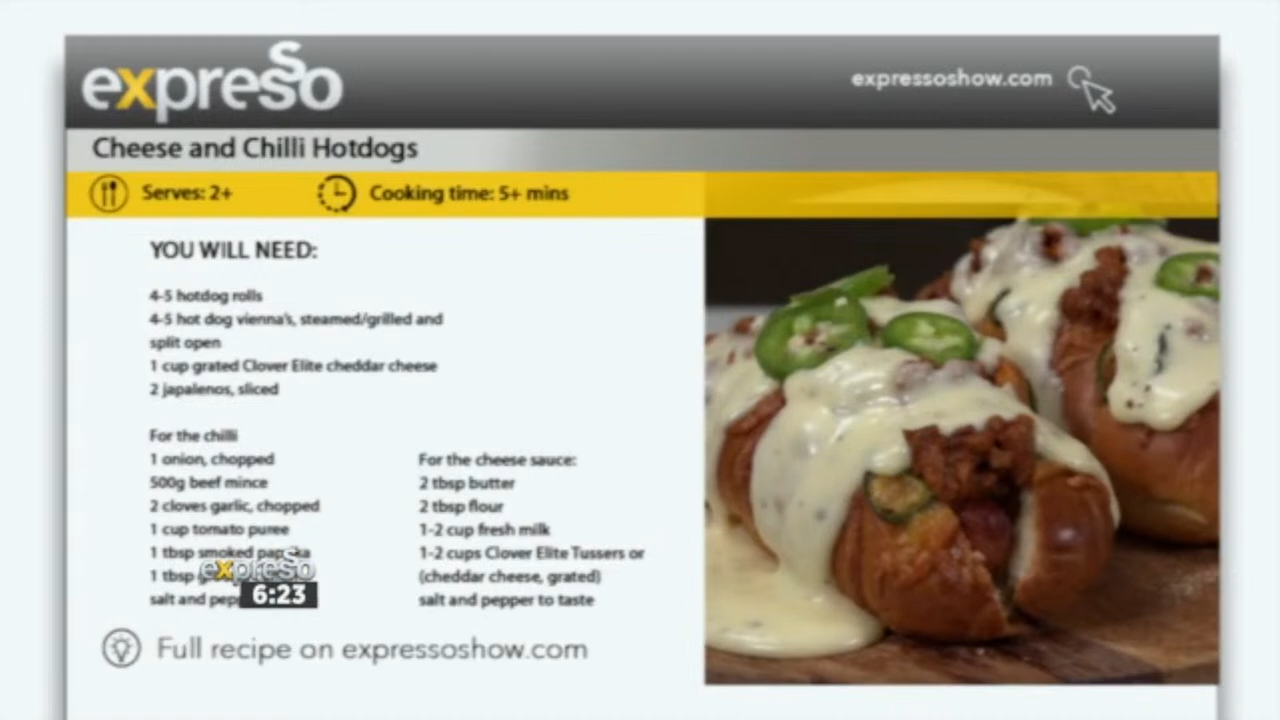 expresso
expressoshow.com
Cheese and Chilli Hotdogs
Serves: 2+
Cooking time: 5+ mins
YOU WILL NEED:
4-5 hotdog rolls
4-5 hot dog vienna's, steamed/grilled and
split open
1 cup grated Clover Elite cheddar cheese
2 japalenos, sliced
For the chilli
1 onion, chopped
500g beef mince
2 cloves garlic, chopped
1 cup tomato puree
1 tbsp smoked
1 tbsp
salt and
For the cheese sauce:
2 tbsp butter
2 tbsp flour
1-2 cup fresh milk
1-2 cups Clover Elite Tussers or
(cheddar cheese, grated)
salt and pepper to taste
expresso
6:23
Full recipe on expressoshow.com